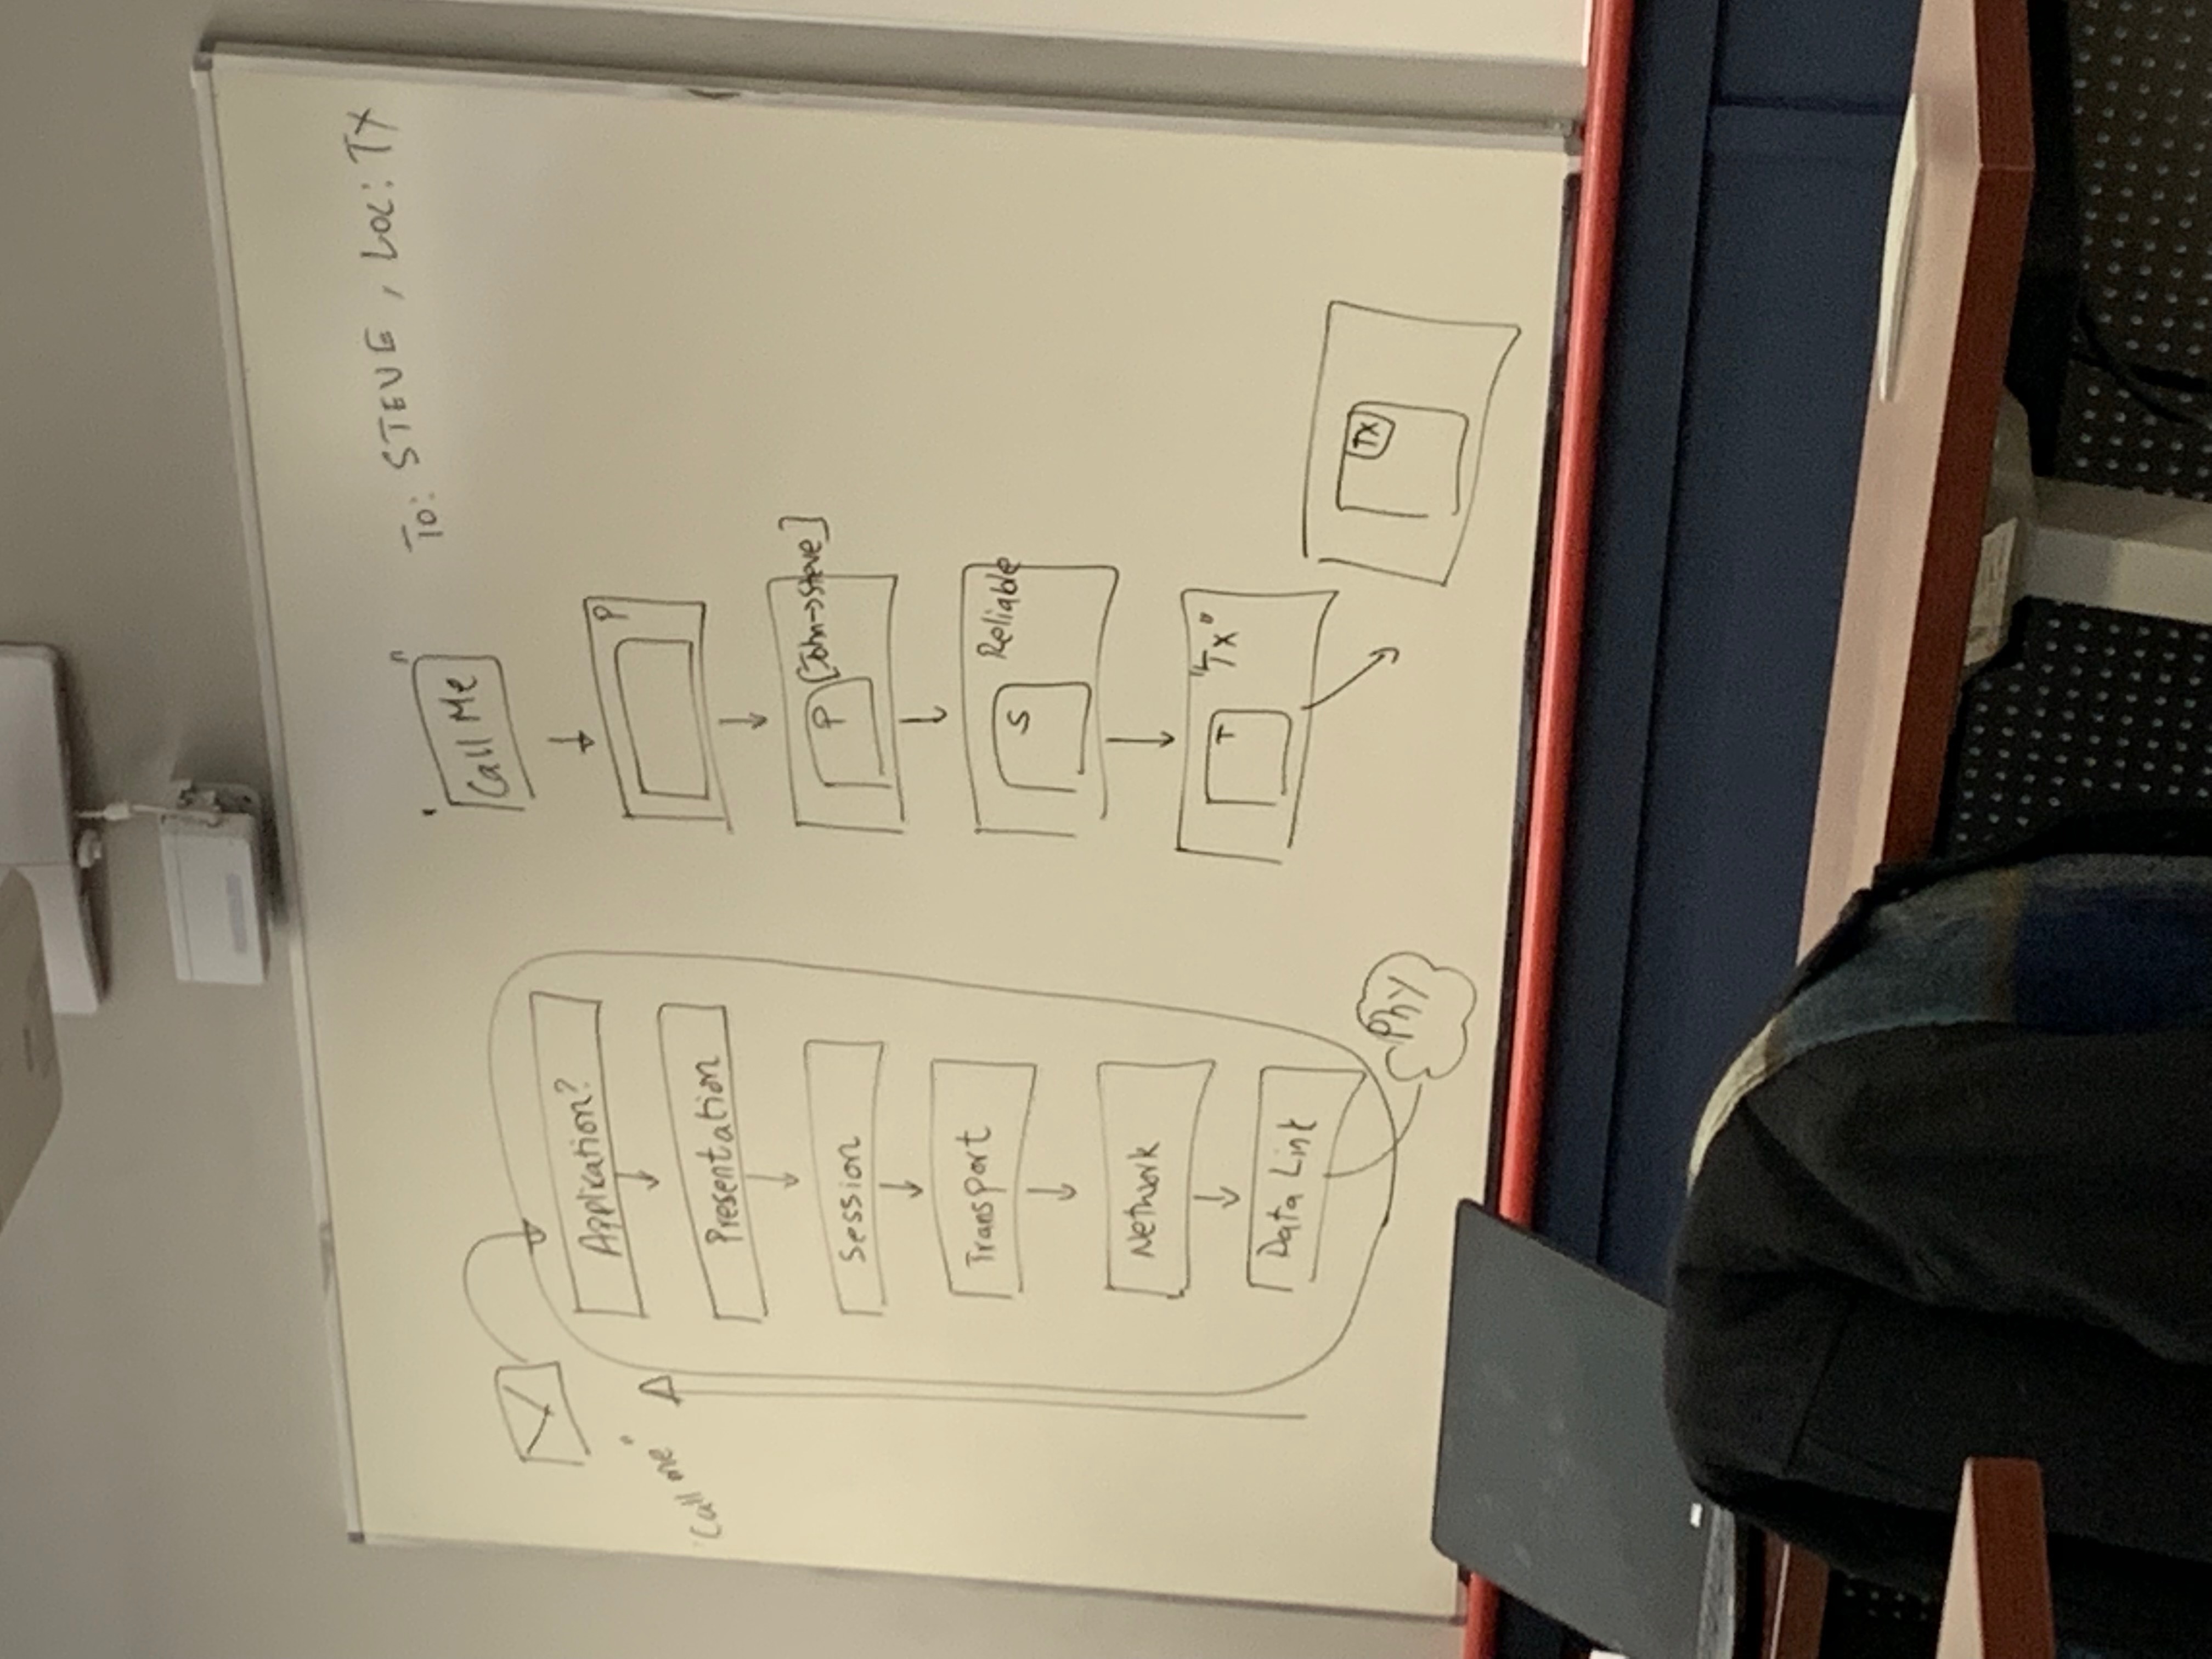 To: STEVE, Loc: TX
"Call Me"
Application?
"Call me"
Presentation
Session
Transport
Network
Data Link
Phy
P
P [John→Steve]
S Reliable
T "Tx"
TX